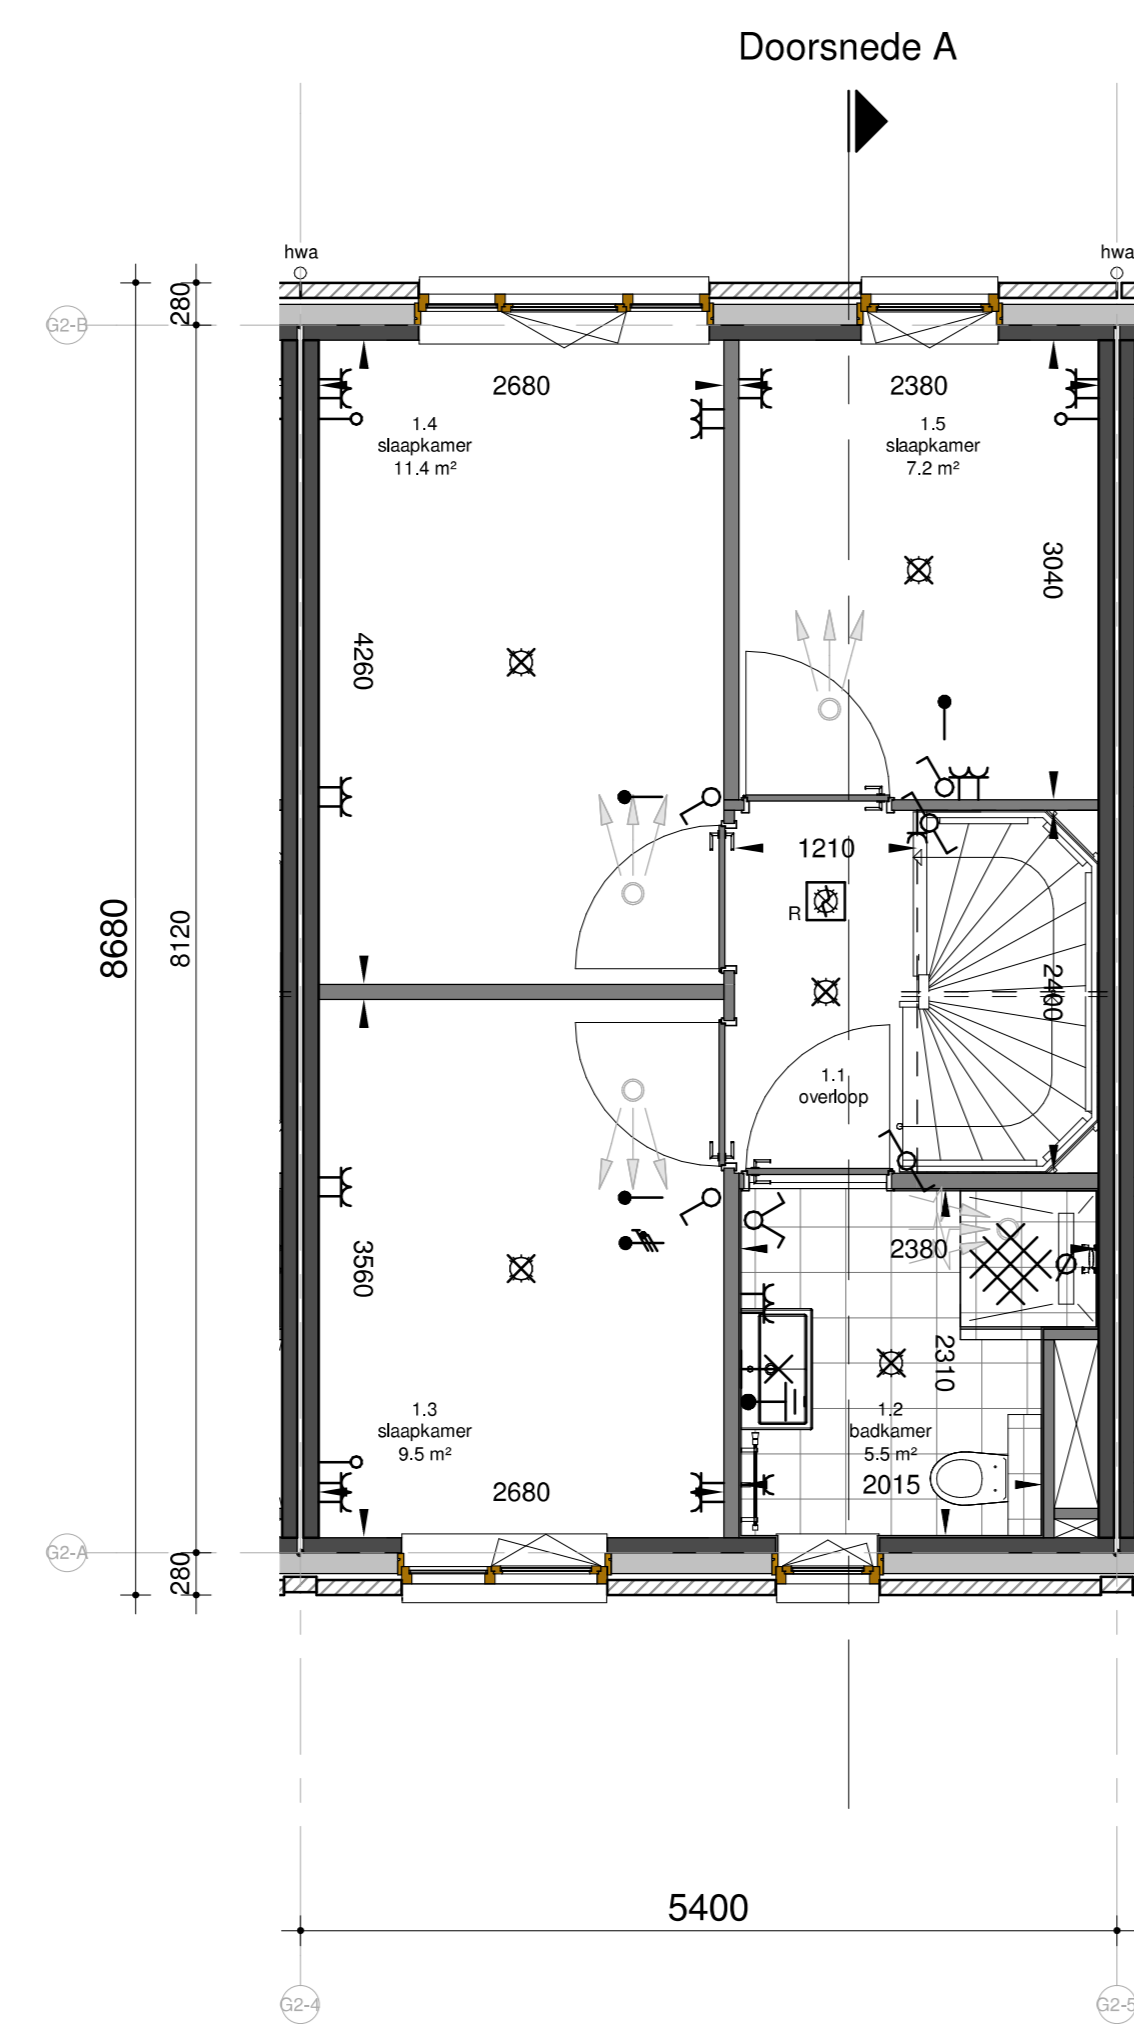 Doorsnede A
hwa
hwa
280
G2-B
2680
2380
1.4
slaapkamer
11.4 m²
1.5
slaapkamer
7.2 m²
3040
4260
1210
R
8680
8120
2400
1.1
overloop
3560
2380
2310
1.3
slaapkamer
9.5 m²
1.2
badkamer
5.5 m²
2680
2015
G2-A
280
5400
G2-4
G2-5